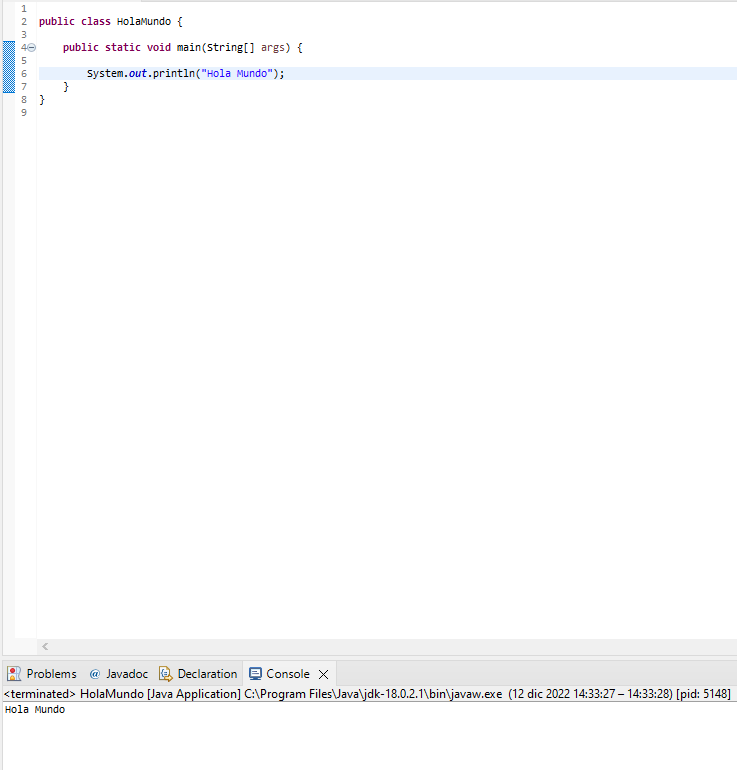 1
2 public class HolaMundo {
3
4 public static void main(String[] args) {
5
6 System.out.println("Hola Mundo");
7 }
8 }
9
Problems @ Javadoc Declaration Console
<terminated> HolaMundo [Java Application] C:\Program Files\Java\jdk-18.0.2.1\bin\javaw.exe (12 dic 2022 14:33:27 – 14:33:28) [pid: 5148]
Hola Mundo